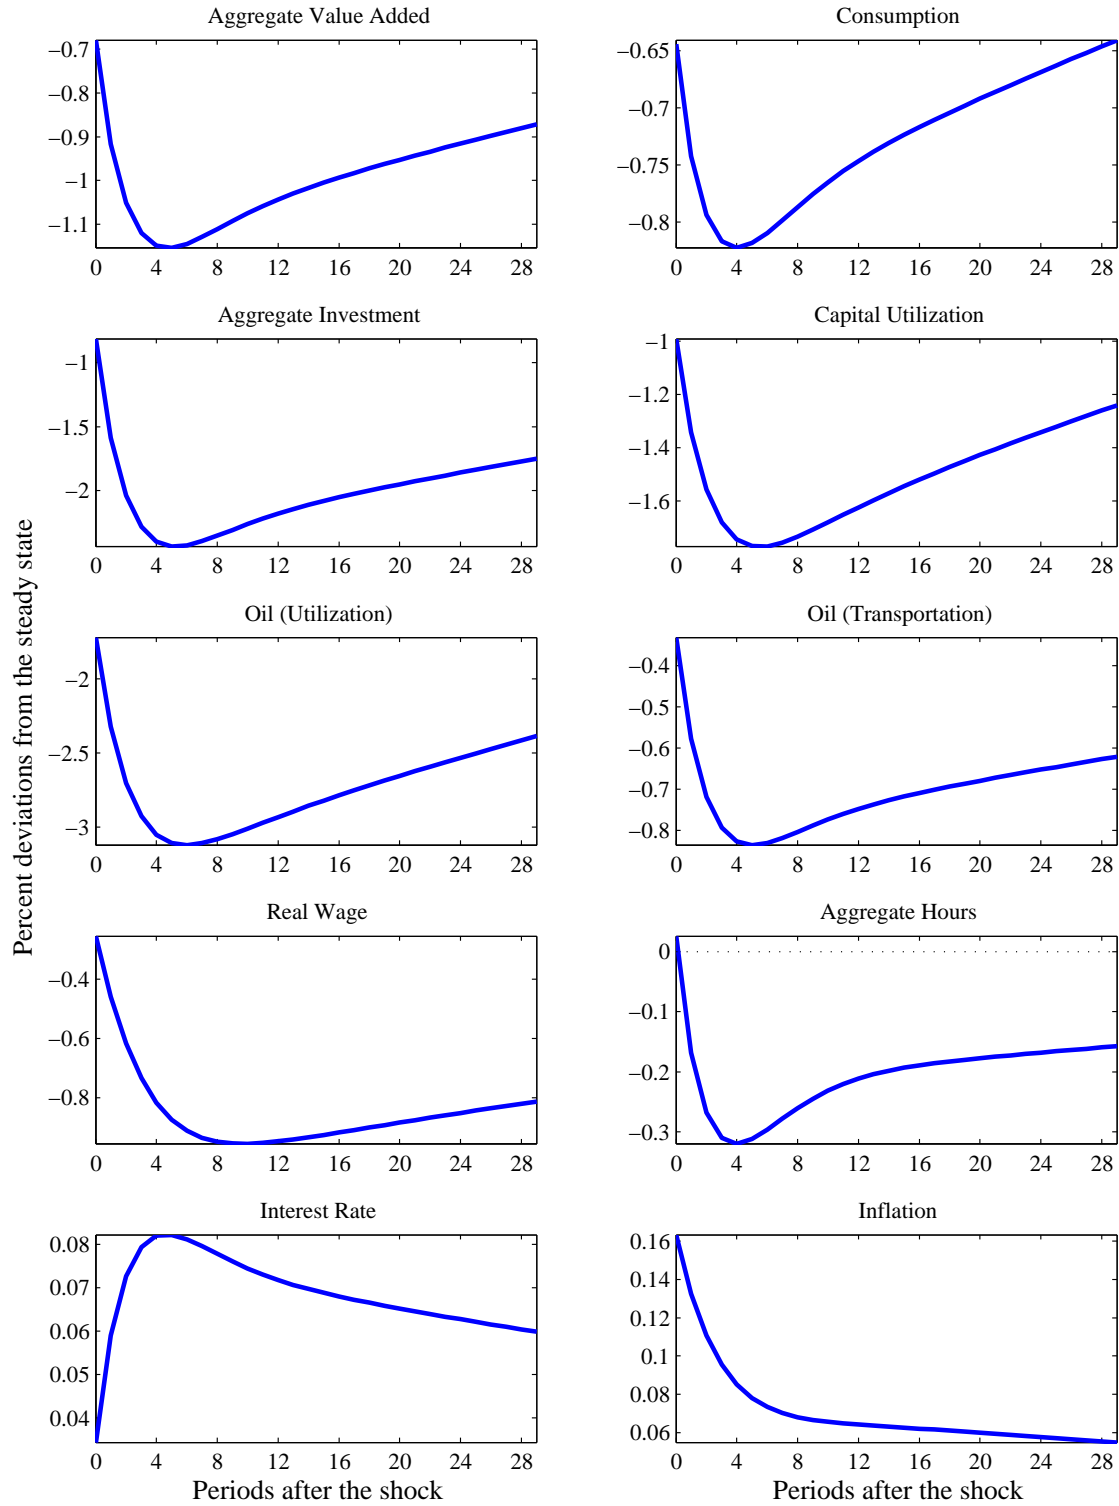 Aggregate Value Added
−0.7
−0.8
−0.9
−1
−1.1
0 4 8 12 16 20 24 28
Consumption
−0.65
−0.7
−0.75
−0.8
0 4 8 12 16 20 24 28
Aggregate Investment
−1
−1.5
−2
0 4 8 12 16 20 24 28
Capital Utilization
−1
−1.2
−1.4
−1.6
0 4 8 12 16 20 24 28
Percent deviations from the steady state
Oil (Utilization)
−2
−2.5
−3
0 4 8 12 16 20 24 28
Oil (Transportation)
−0.4
−0.5
−0.6
−0.7
−0.8
0 4 8 12 16 20 24 28
Real Wage
−0.4
−0.6
−0.8
0 4 8 12 16 20 24 28
Aggregate Hours
0
−0.1
−0.2
−0.3
0 4 8 12 16 20 24 28
Interest Rate
0.08
0.07
0.06
0.05
0.04
0 4 8 12 16 20 24 28
Periods after the shock
Inflation
0.16
0.14
0.12
0.1
0.08
0.06
0 4 8 12 16 20 24 28
Periods after the shock